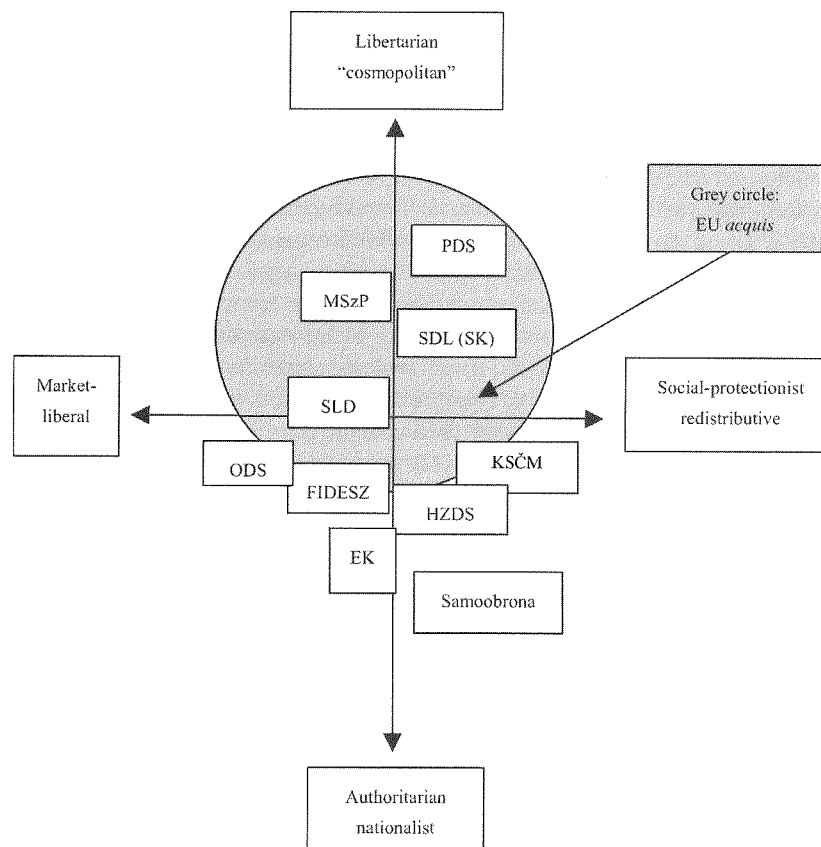 Libertarian
“cosmopolitan”
Grey circle:
EU acquis
PDS
MSzP
SDL (SK)
Market-
liberal
SLD
Social-protectionist
redistributive
ODS
KSČM
FIDESZ
HZDS
EK
Samoobrona
Authoritarian
nationalist